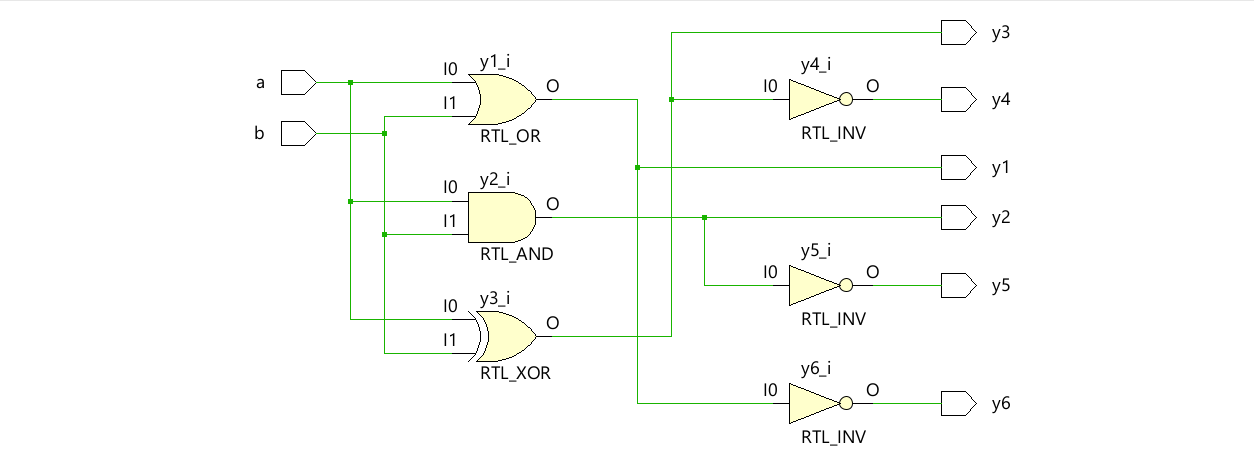 y3
y1_i
y4_i
a
I0
O
I0
O
I1
y4
b
RTL_OR
RTL_INV
y1
y2_i
I0
O
I1
y2
RTL_AND
y5_i
I0
O
y5
y3_i
I0
O
RTL_INV
I1
RTL_XOR
y6_i
I0
O
y6
RTL_INV